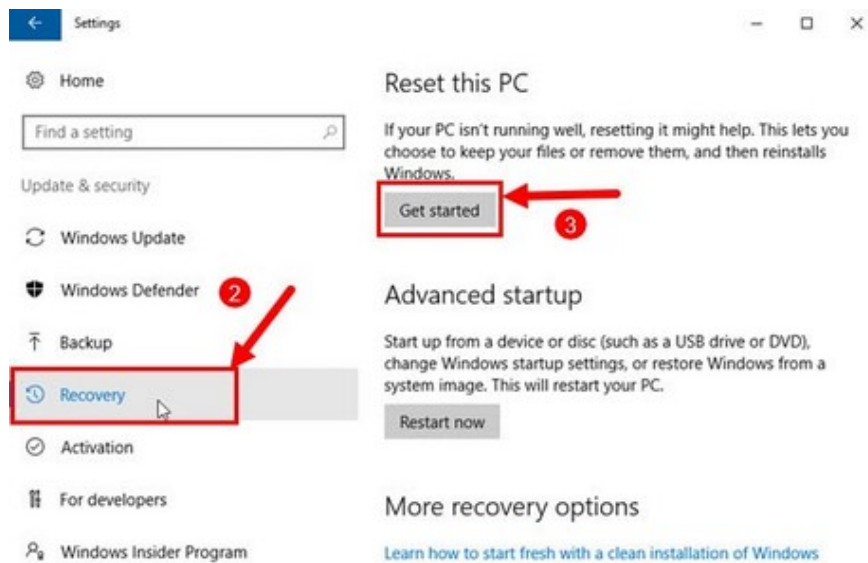 Settings
Home
Find a setting
Update & security
Windows Update
Windows Defender
2
Backup
Recovery
Activation
For developers
Windows Insider Program
Reset this PC
If your PC isn't running well, resetting it might help. This lets you
choose to keep your files or remove them, and then reinstalls
Windows.
Get started
3
Advanced startup
Start up from a device or disc (such as a USB drive or DVD),
change Windows startup settings, or restore Windows from a
system image. This will restart your PC.
Restart now
More recovery options
Learn how to start fresh with a clean installation of Windows